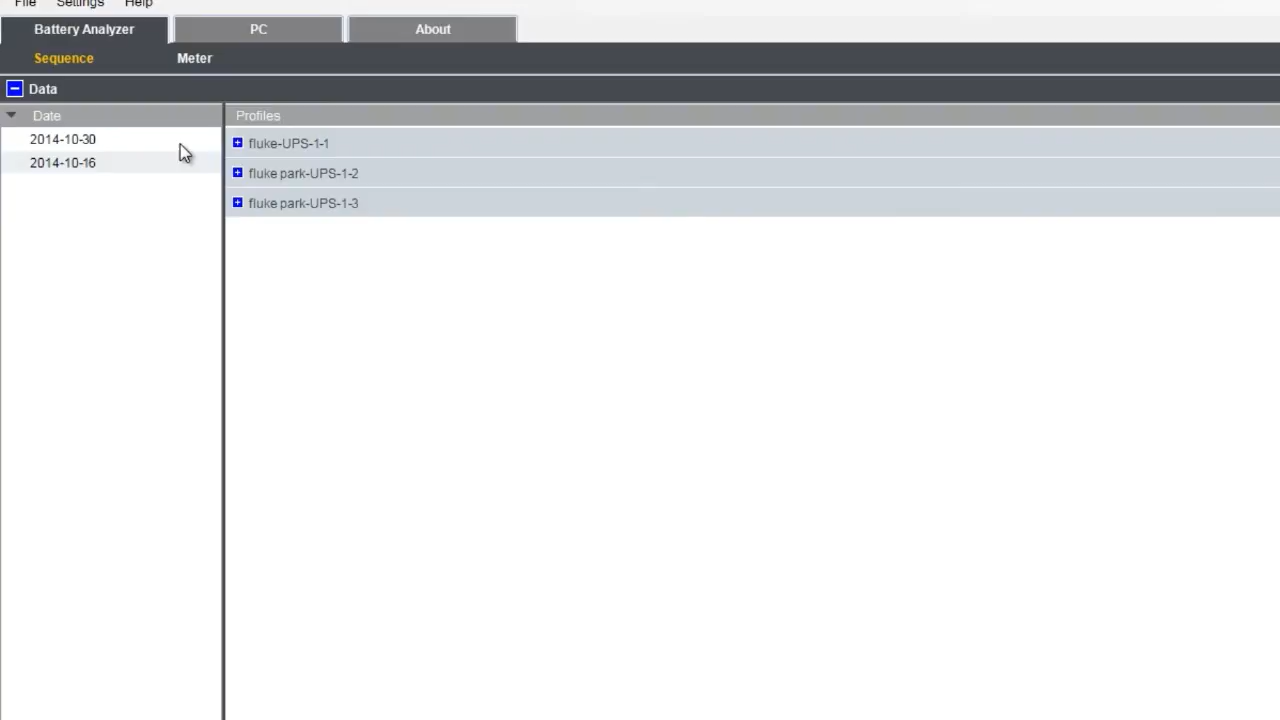 File Settings Help
Battery Analyzer PC About
Sequence Meter
Data
Date Profiles
2014-10-30 fluke-UPS-1-1
2014-10-16 fluke park-UPS-1-2
fluke park-UPS-1-3